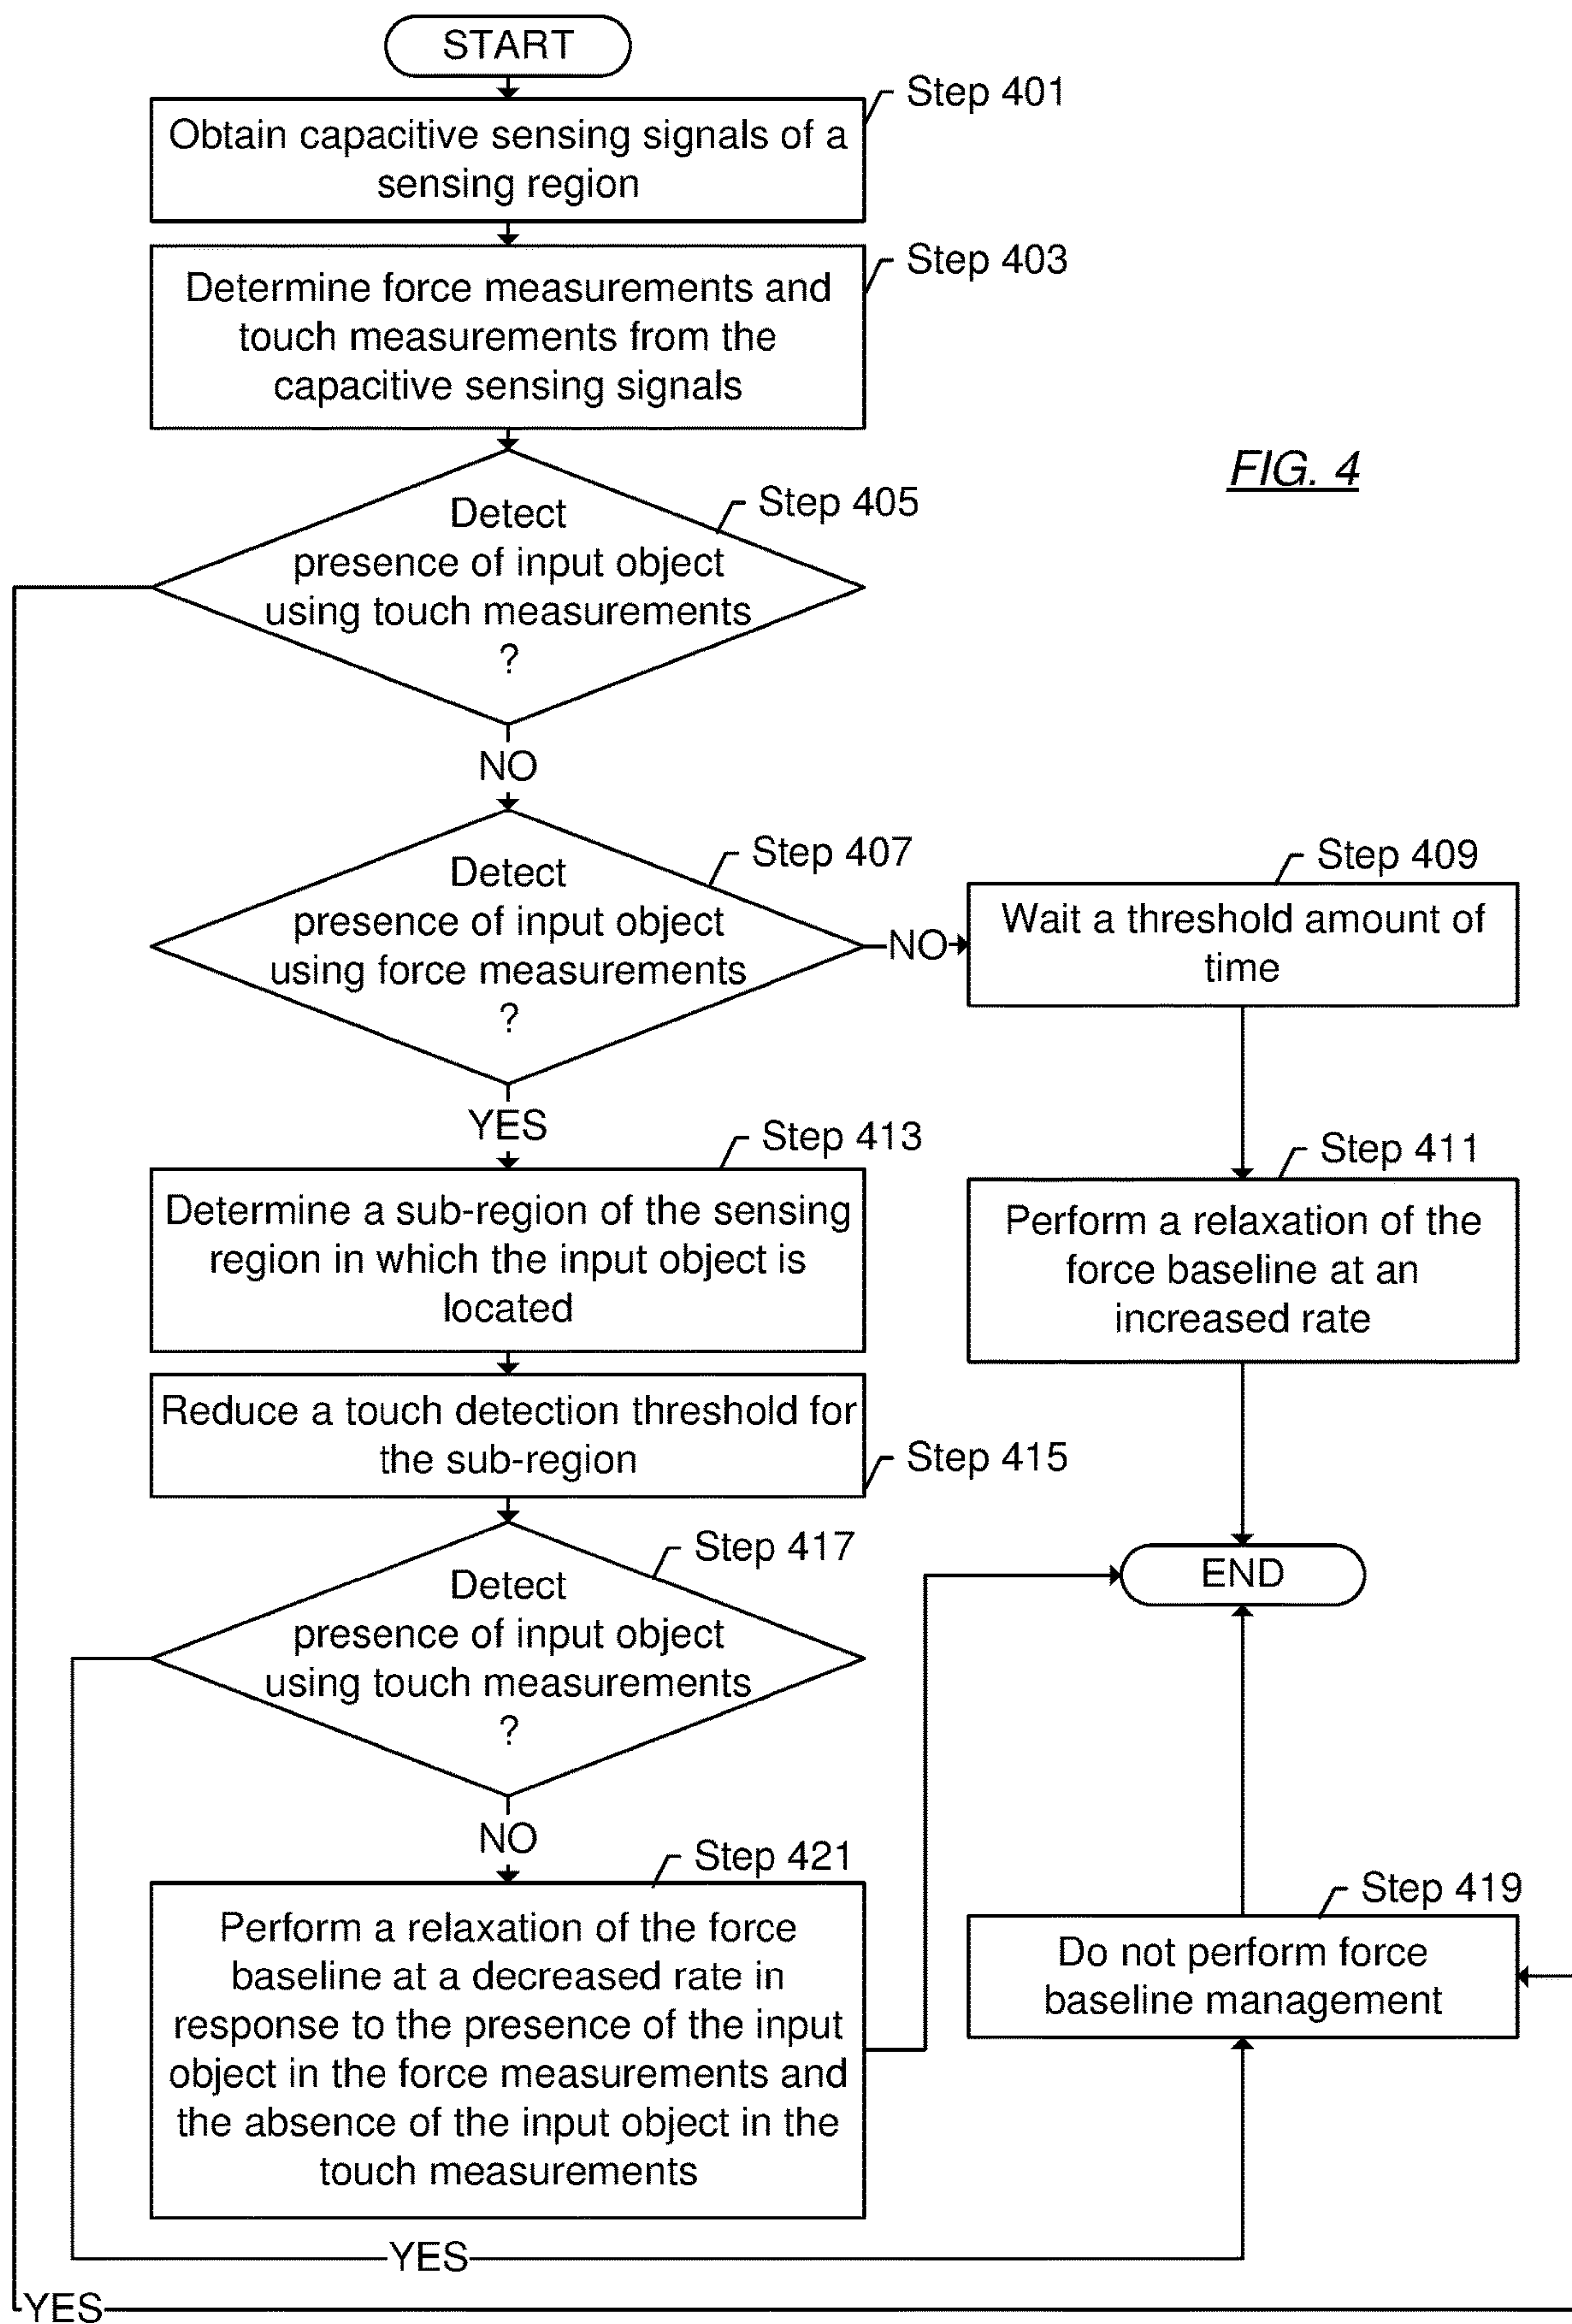 START
Step 401
Obtain capacitive sensing signals of a
sensing region
Step 403
Determine force measurements and
touch measurements from the
capacitive sensing signals
FIG. 4
Step 405
Detect
presence of input object
using touch measurements
?
NO
Step 407
Detect
presence of input object
using force measurements
?
NO
Step 409
Wait a threshold amount of
time
YES
Step 413
Determine a sub-region of the sensing
region in which the input object is
located
Step 411
Perform a relaxation of the
force baseline at an
increased rate
Reduce a touch detection threshold for
the sub-region
Step 415
Step 417
Detect
presence of input object
using touch measurements
?
END
NO
Step 421
Perform a relaxation of the force
baseline at a decreased rate in
response to the presence of the input
object in the force measurements and
the absence of the input object in the
touch measurements
Step 419
Do not perform force
baseline management
YES
YES